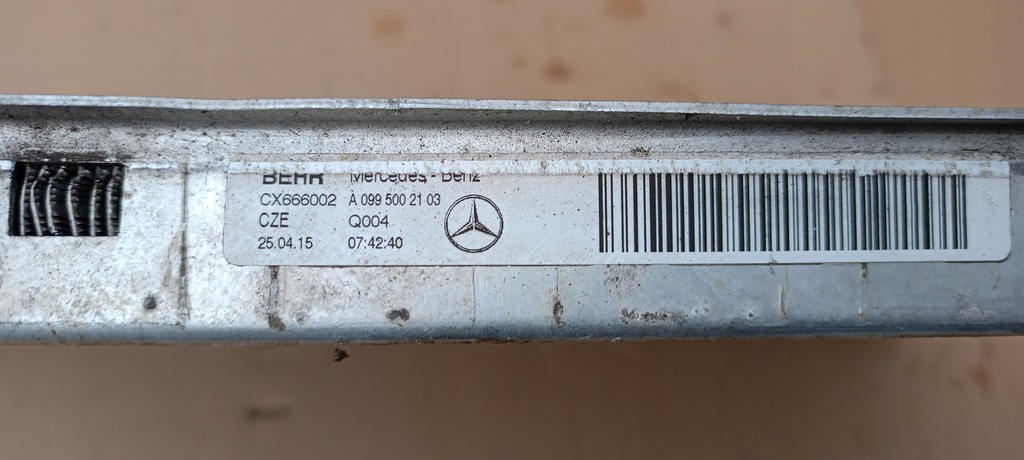 BEHR Mercedes - Benz
CX666002 A 099 500 21 03
CZE Q004
25.04.15 07:42:40